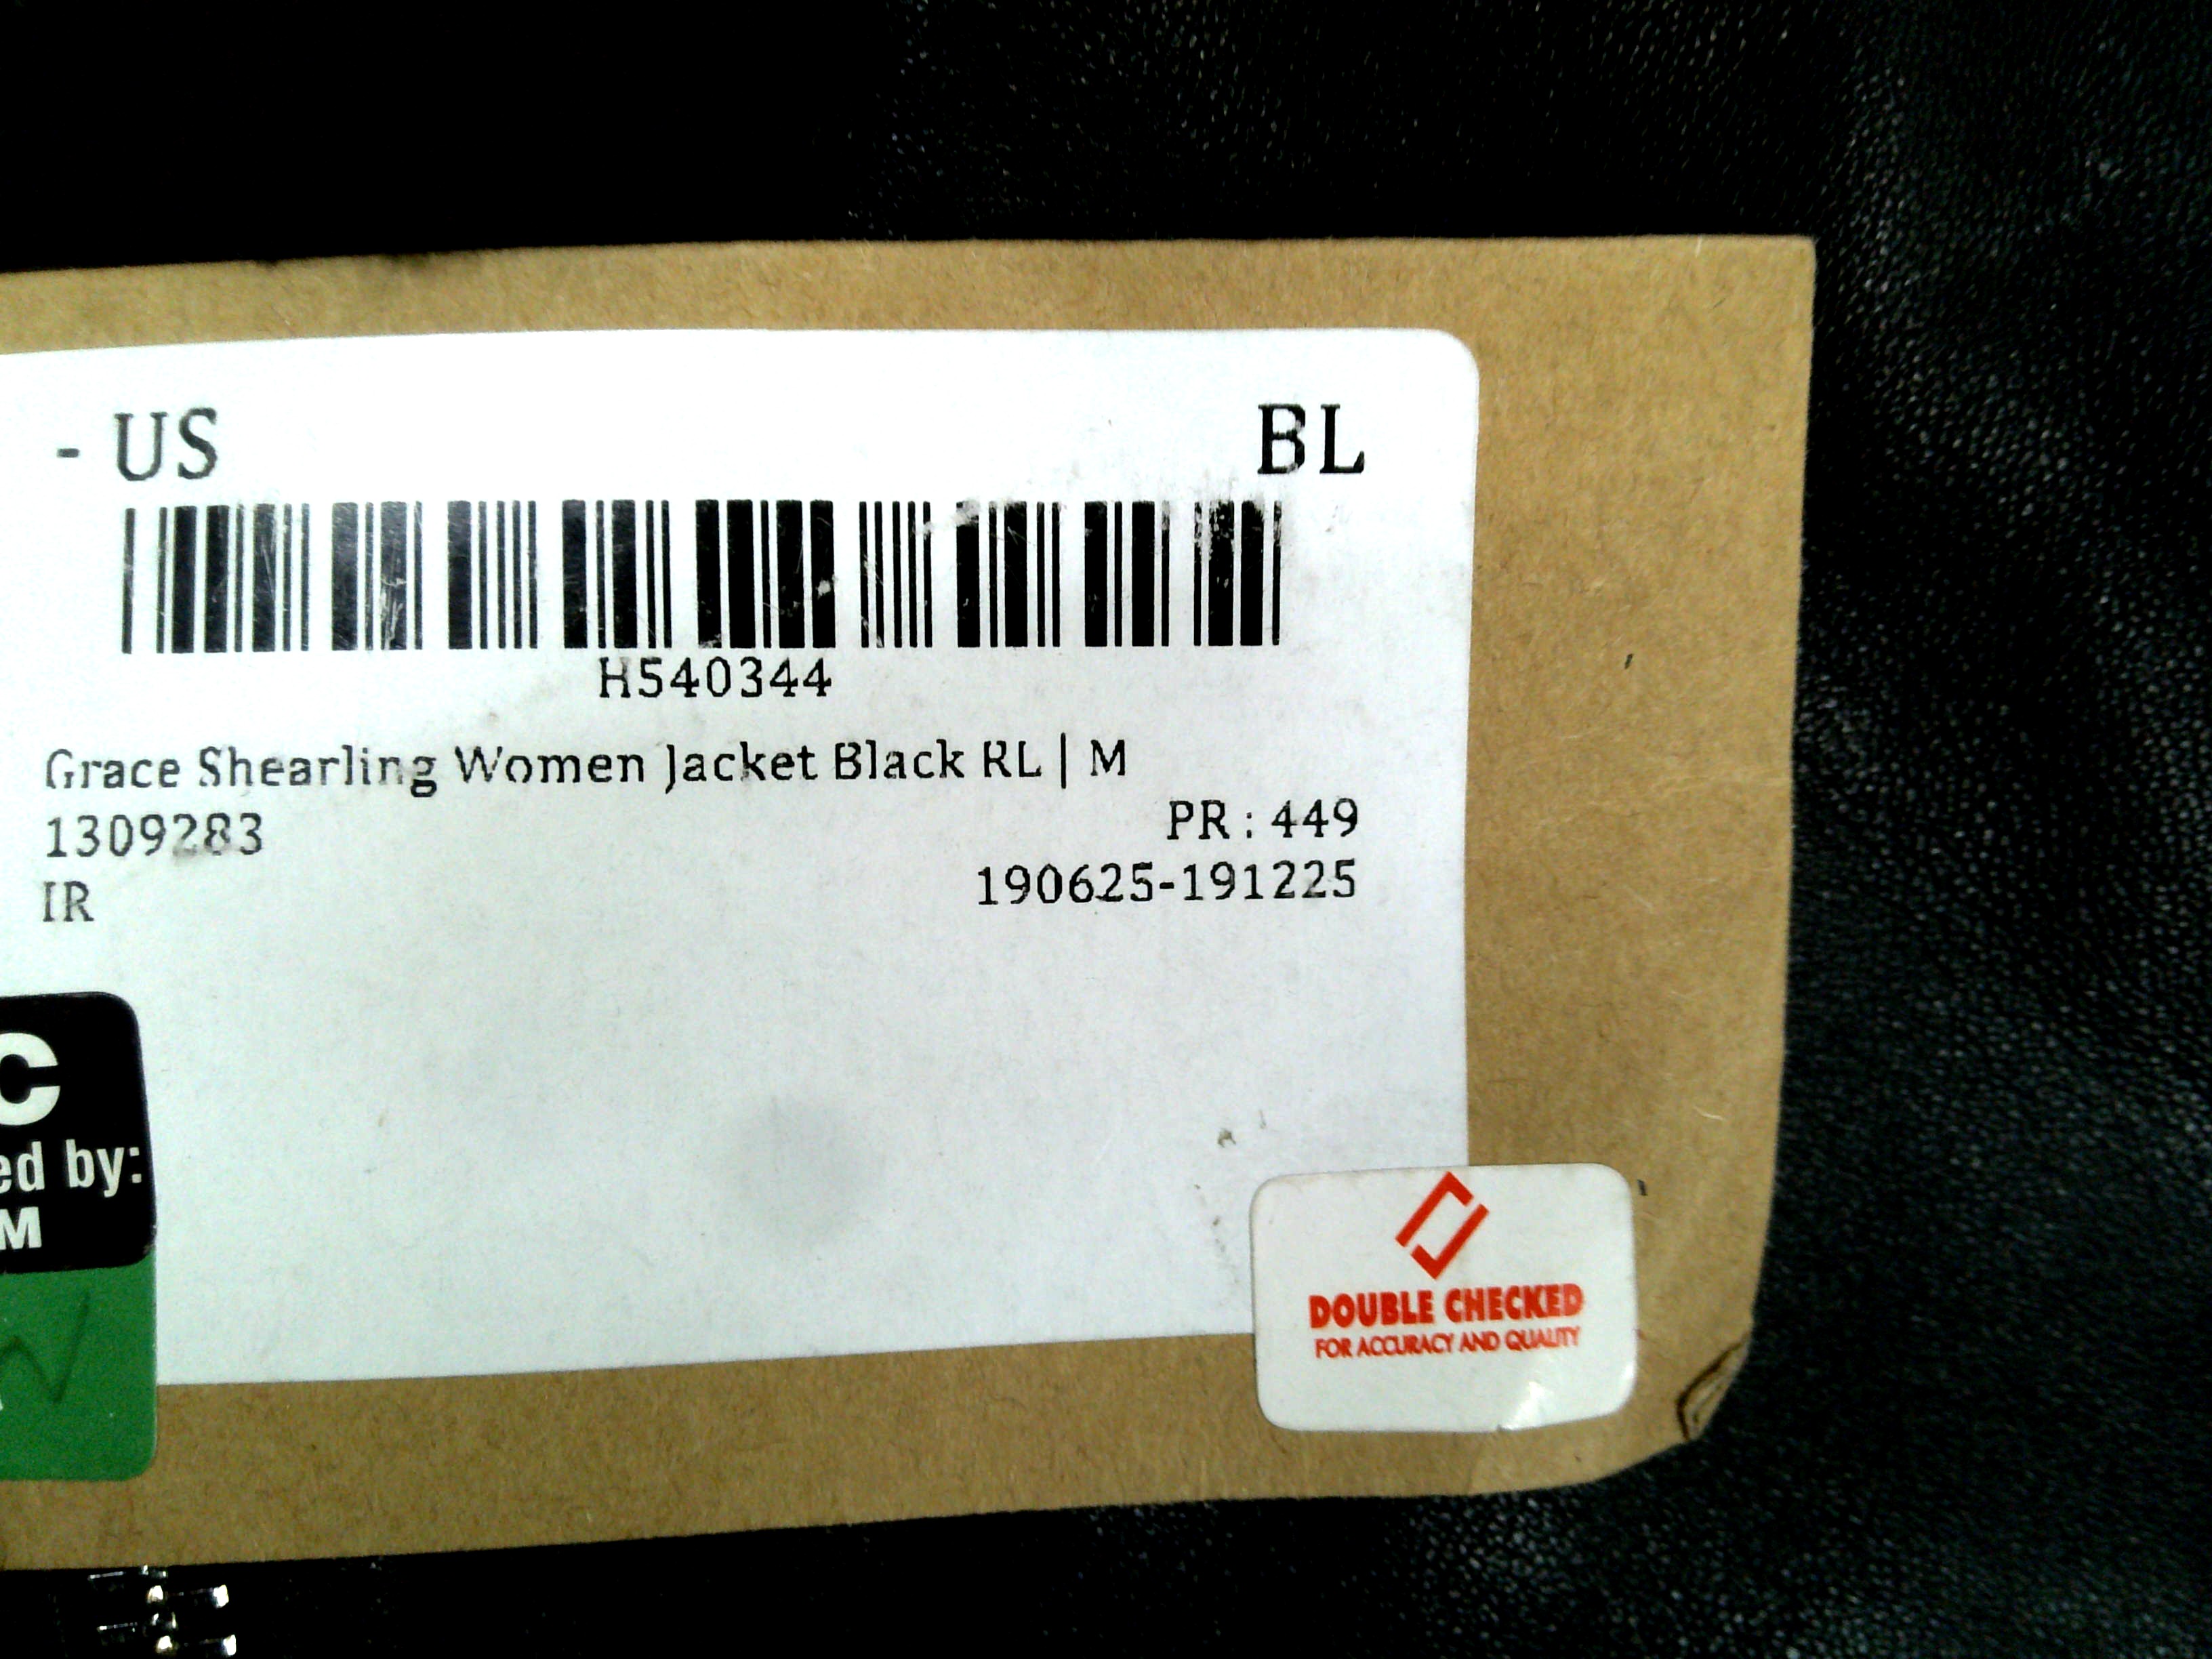 - US
BL
H540344
Grace Shearling Women Jacket Black RL | M
1309283
PR : 449
IR
190625-191225
C
ed by:
M
DOUBLE CHECKED
FOR ACCURACY AND QUALITY